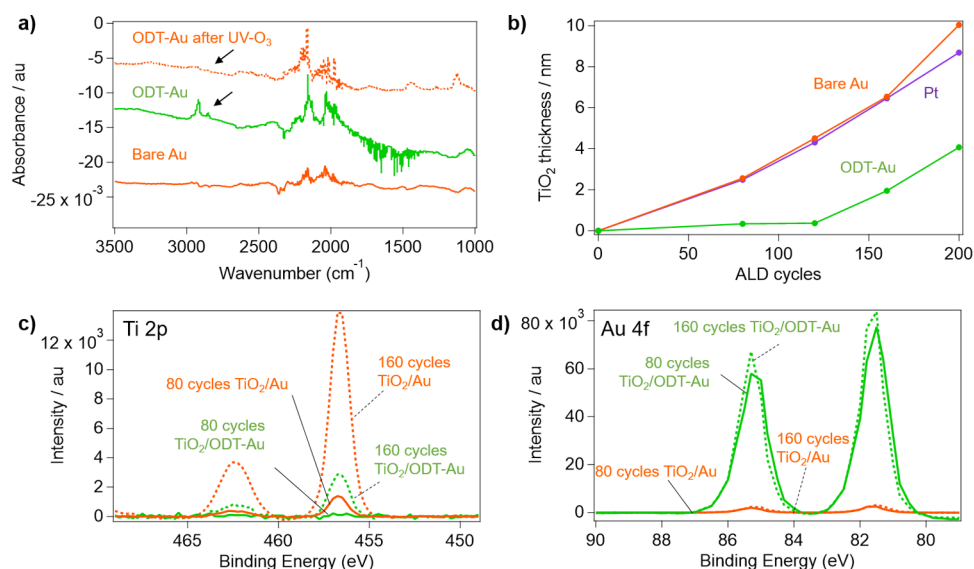 a)
0
-5
-10
-15
-20
-25 x 10⁻³
Absorbance / au
ODT-Au after UV-O₃
ODT-Au
Bare Au
3500
3000
2500
2000
1500
1000
Wavenumber (cm⁻¹)
b)
10
8
6
4
2
0
TiO₂ thickness / nm
Bare Au
Pt
ODT-Au
0
50
100
150
200
ALD cycles
c)
Ti 2p
12 x 10³
10
8
6
4
2
0
Intensity / au
80 cycles TiO₂/Au
160 cycles
TiO₂/Au
80 cycles
TiO₂/ODT-Au
160 cycles
TiO₂/ODT-Au
465
461
457
453
449
Binding Energy (eV)
d)
Au 4f
80 x 10³
60
40
20
0
Intensity / au
160 cycles TiO₂/ODT-Au
80 cycles
TiO₂/ODT-Au
160 cycles
TiO₂/Au
80 cycles TiO₂/Au
90
88
86
84
82
80
Binding Energy (eV)